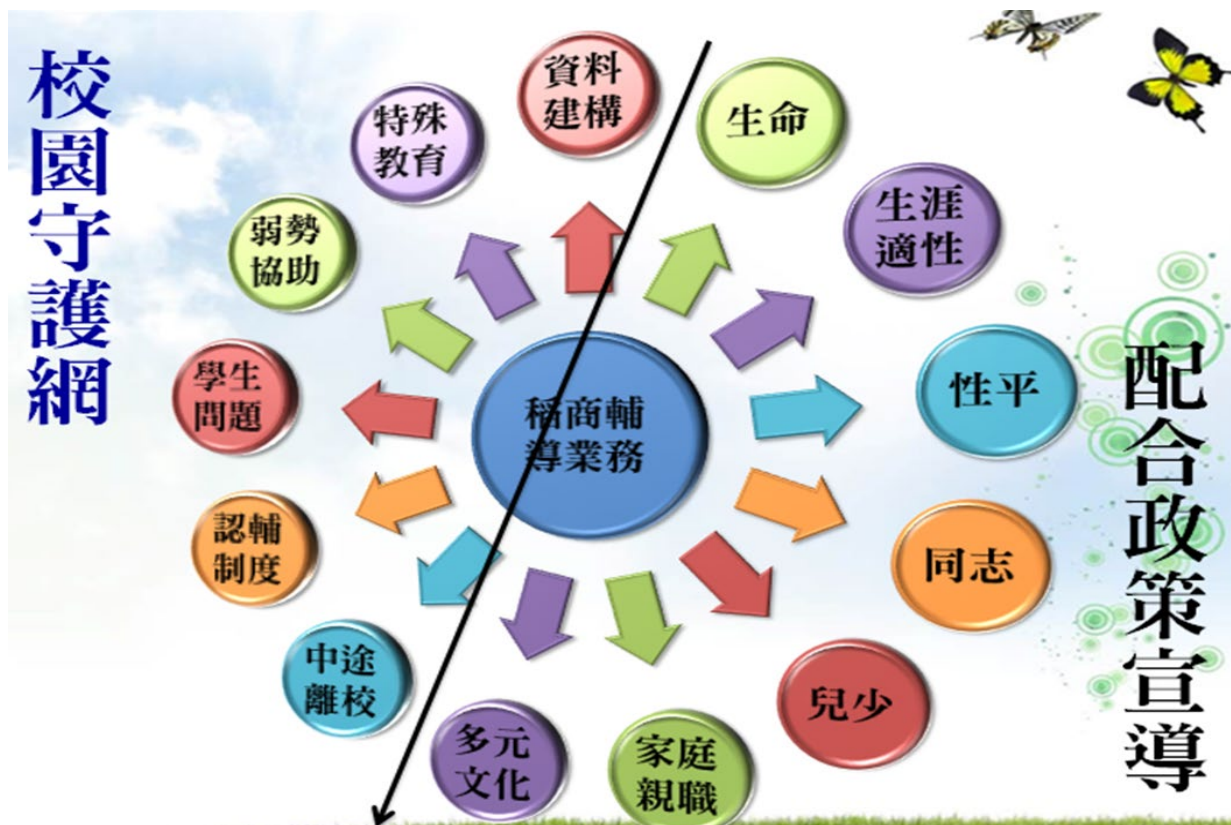 校園守護網
資料
建構
特殊
教育
弱勢
協助
學生
問題
認輔
制度
中途
離校
稻商輔
導業務
生命
生涯
適性
性平
同志
兒少
家庭
親職
多元
文化
配合政策宣導